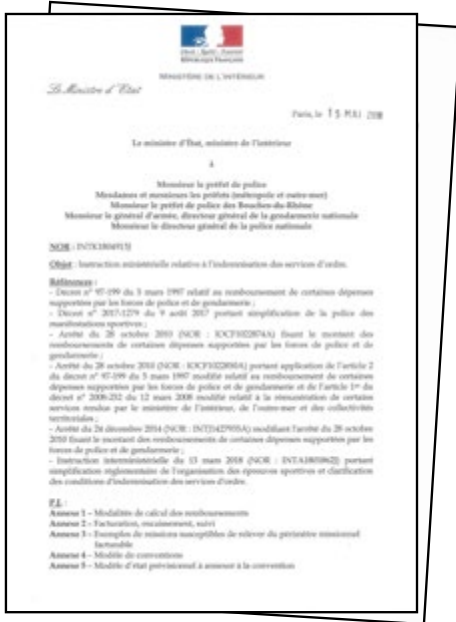 Liberté • Égalité • Fraternité
RÉPUBLIQUE FRANÇAISE
MINISTÈRE DE L'INTÉRIEUR
Le Ministre d'État
Paris, le 15 MAI 2018
Le ministre d'État, ministre de l'intérieur
à
Monsieur le préfet de police
Mesdames et messieurs les préfets (métropole et outre-mer)
Monsieur le préfet de police des Bouches-du-Rhône
Monsieur le général d'armée, directeur général de la gendarmerie nationale
Monsieur le directeur général de la police nationale
NOR : INTK1804913J
Objet : Instruction ministérielle relative à l'indemnisation des services d'ordre.
Références :
- Décret n° 97-199 du 5 mars 1997 relatif au remboursement de certaines dépenses
supportées par les forces de police et de gendarmerie ;
- Décret n° 2017-1279 du 9 août 2017 portant simplification de la police des
manifestations sportives ;
- Arrêté du 28 octobre 2010 (NOR : IOCF1022874A) fixant le montant des
remboursements de certaines dépenses supportées par les forces de police et de
gendarmerie ;
- Arrêté du 28 octobre 2010 (NOR : IOCF1022850A) portant application de l'article 2
du décret n° 97-199 du 5 mars 1997 modifié relatif au remboursement de certaines
dépenses supportées par les forces de police et de gendarmerie et de l'article 1er du
décret n° 2008-252 du 12 mars 2008 modifié relatif à la rémunération de certains
services rendus par le ministère de l'intérieur, de l'outre-mer et des collectivités
territoriales ;
- Arrêté du 24 décembre 2014 (NOR : INTJ1427935A) modifiant l'arrêté du 28 octobre
2010 fixant le montant des remboursements de certaines dépenses supportées par les
forces de police et de gendarmerie ;
- Instruction interministérielle du 13 mars 2018 (NOR : INTA1801862J) portant
simplification réglementaire de l'organisation des épreuves sportives et clarification
des conditions d'indemnisation des services d'ordre.
P.J. :
Annexe 1 – Modalités de calcul des remboursements
Annexe 2 – Facturation, encaissement, suivi
Annexe 3 – Exemples de missions susceptibles de relever du périmètre missionnel
facturable
Annexe 4 – Modèle de conventions
Annexe 5 – Modèle d'état prévisionnel à annexer à la convention